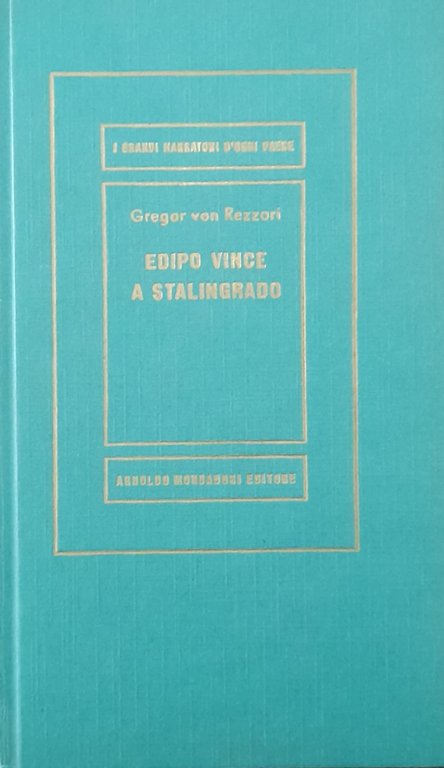 I GRANDI NARRATORI D'OGNI PAESE
Gregor von Rezzori
EDIPO VINCE
A STALINGRADO
ARNOLDO MONDADORI EDITORE